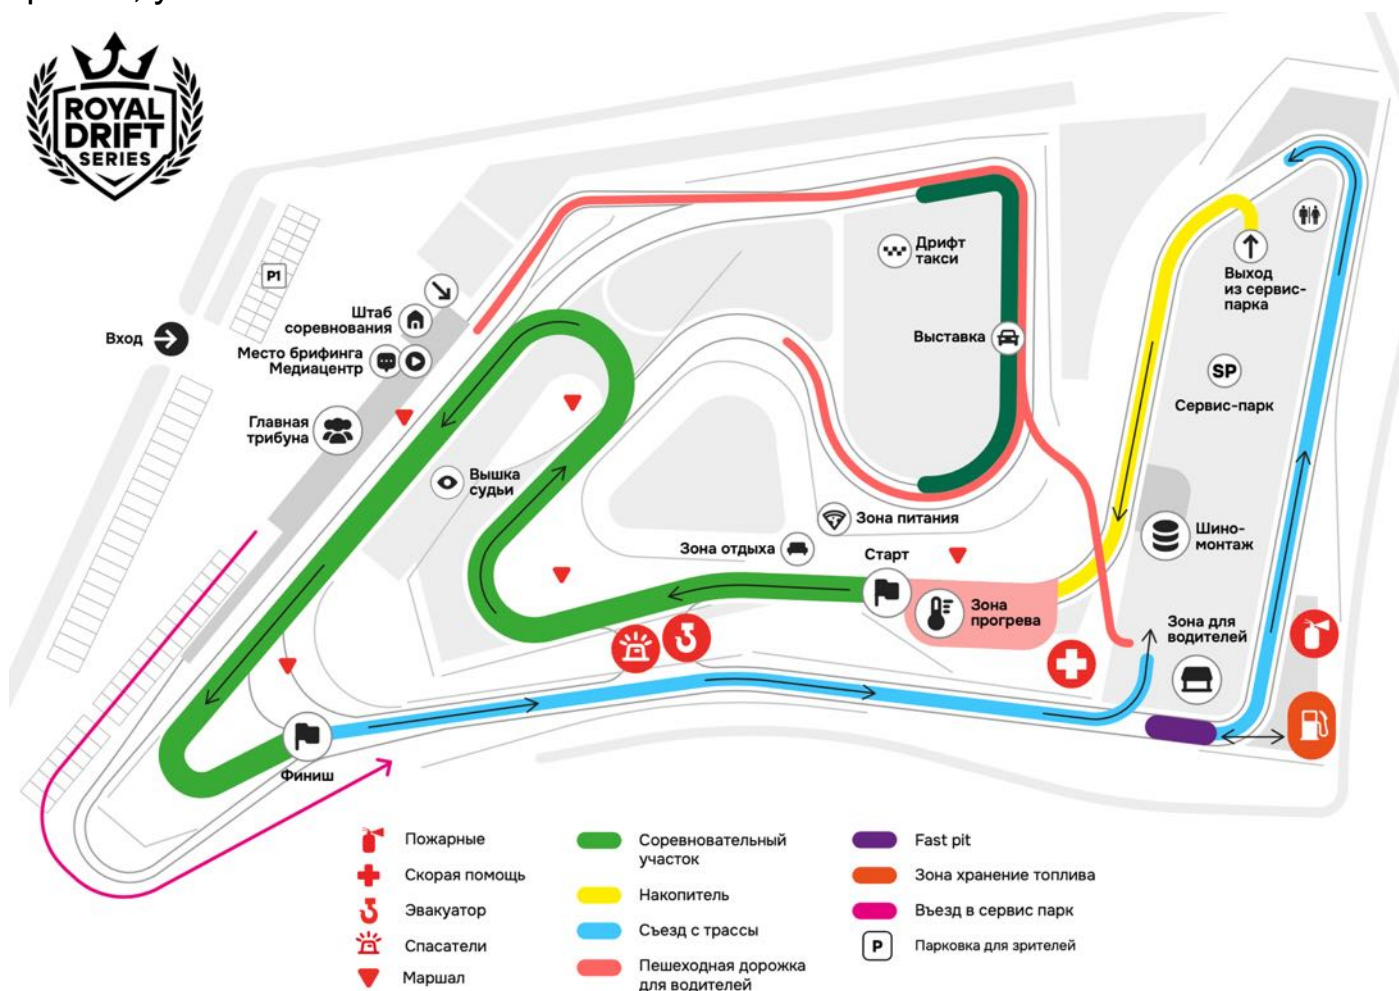 ROYAL
DRIFT
SERIES
P1
Вход
Штаб
соревнования
Место брифинга
Медиацентр
Главная
трибуна
Вышка
судьи
Дрифт
такси
Выставка
Выход
из сервис-
парка
SP
Сервис-парк
Зона питания
Зона отдыха
Старт
Зона
прогрева
Шино-
монтаж
Зона для
водителей
Финиш
Пожарные
Скорая помощь
Эвакуатор
Спасатели
Маршал
Соревновательный
участок
Накопитель
Съезд с трассы
Пешеходная дорожка
для водителей
Fast pit
Зона хранение топлива
Въезд в сервис парк
P
Парковка для зрителей